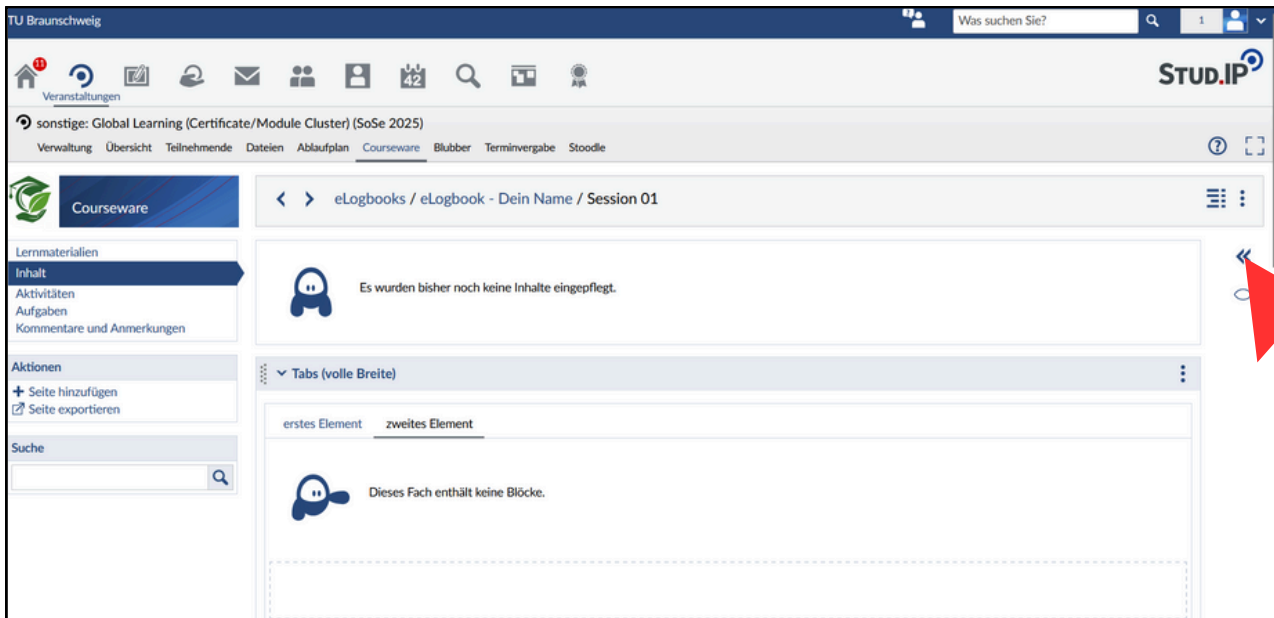 TU Braunschweig
Was suchen Sie?
1
11
42
Veranstaltungen
STUD.IP
sonstige: Global Learning (Certificate/Module Cluster) (SoSe 2025)
Verwaltung Übersicht Teilnehmende Dateien Ablaufplan Courseware Blubber Terminvergabe Stoodle
Courseware
eLogbooks / eLogbook - Dein Name / Session 01
Lernmaterialien
Inhalt
Aktivitäten
Aufgaben
Kommentare und Anmerkungen
Es wurden bisher noch keine Inhalte eingepflegt.
Aktionen
Seite hinzufügen
Seite exportieren
Suche
Tabs (volle Breite)
erstes Element zweites Element
Dieses Fach enthält keine Blöcke.